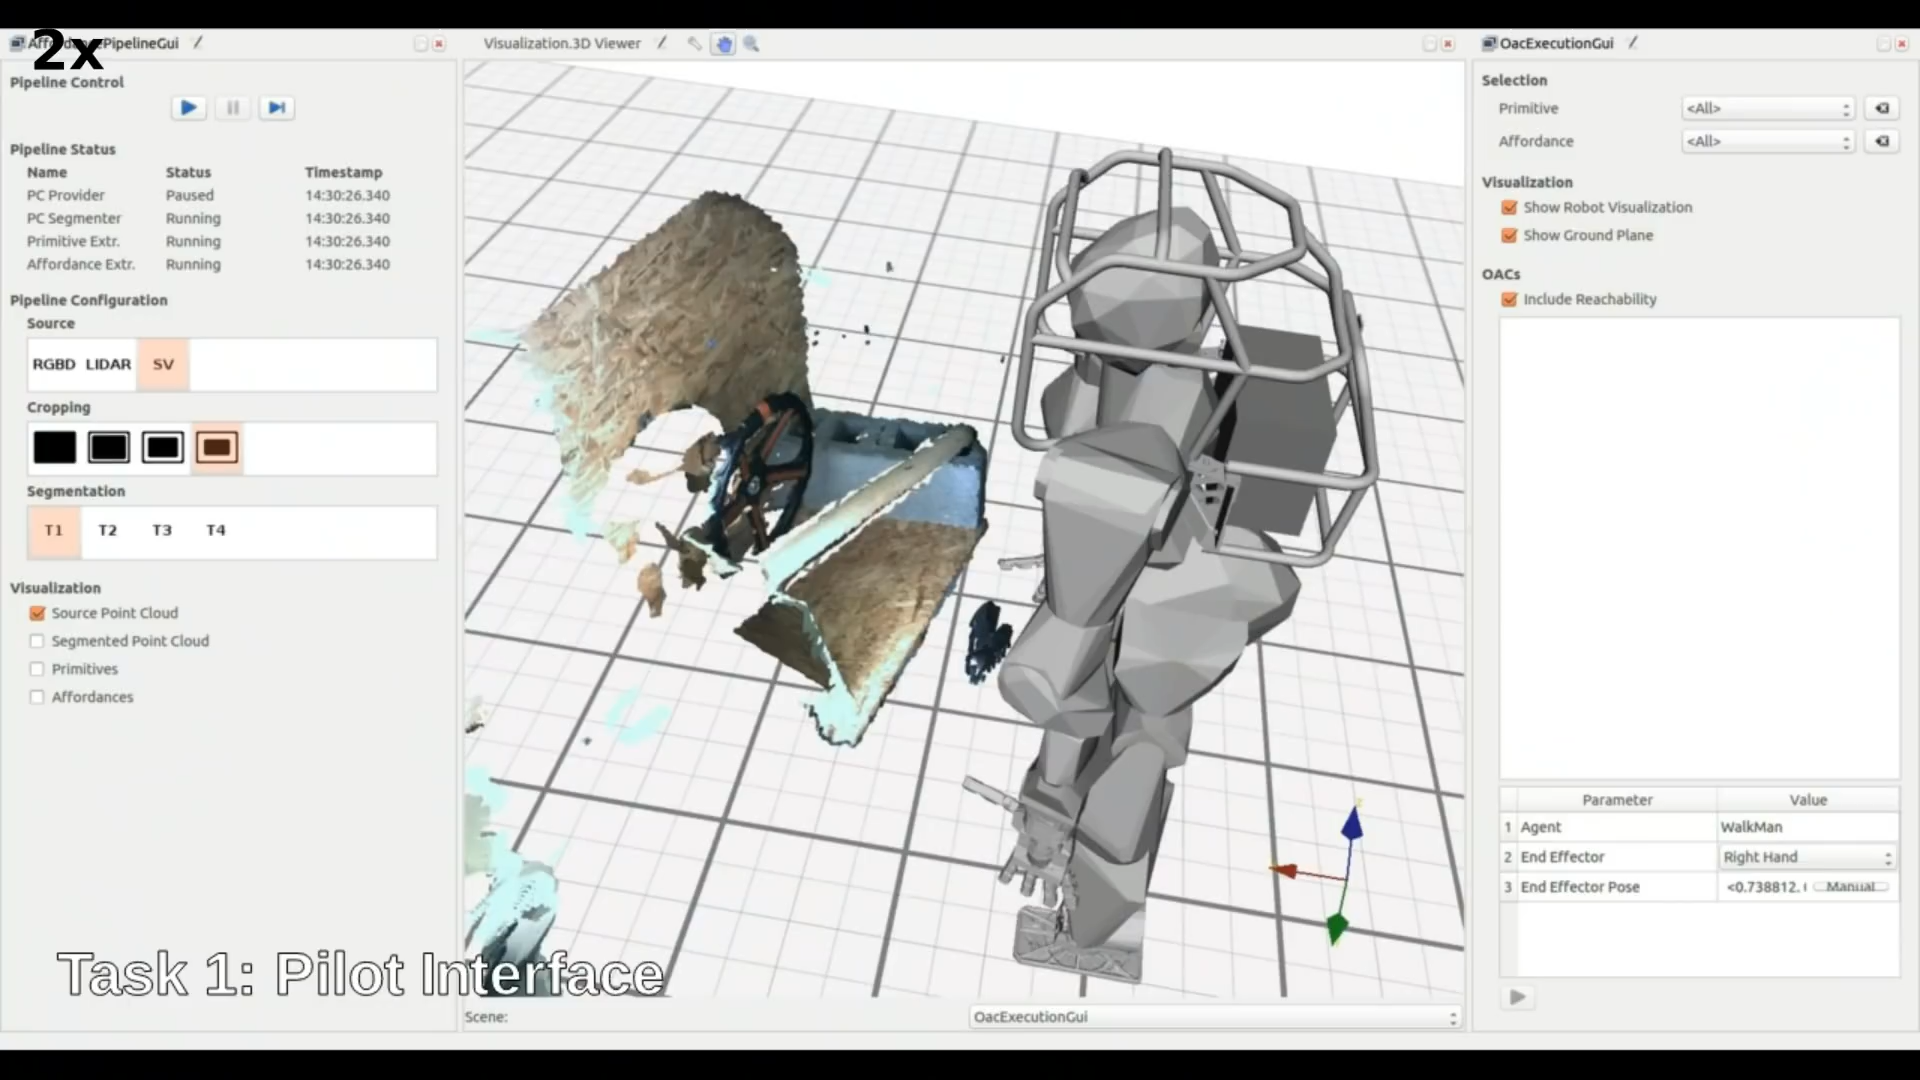 2x
AffordancePipelineGui
Pipeline Control
Pipeline Status
Name Status Timestamp
PC Provider Paused 14:30:26.340
PC Segmenter Running 14:30:26.340
Primitive Extr. Running 14:30:26.340
Affordance Extr. Running 14:30:26.340
Pipeline Configuration
Source
RGBD LIDAR SV
Cropping
Segmentation
T1 T2 T3 T4
Visualization
Source Point Cloud
Segmented Point Cloud
Primitives
Affordances
Task 1: Pilot Interface
Visualization.3D Viewer
z
Scene: OacExecutionGui
OacExecutionGui
Selection
Primitive <All>
Affordance <All>
Visualization
Show Robot Visualization
Show Ground Plane
OACs
Include Reachability
Parameter Value
1 Agent WalkMan
2 End Effector Right Hand
3 End Effector Pose <0.738812. Manual